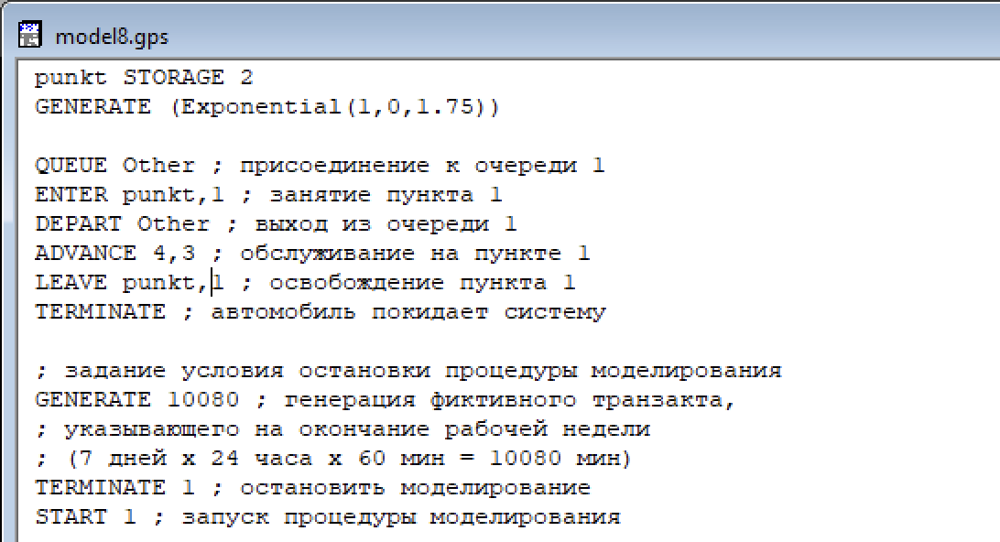 model8.gps
punkt STORAGE 2
GENERATE (Exponential(1,0,1.75))
QUEUE Other ; присоединение к очереди 1
ENTER punkt,1 ; занятие пункта 1
DEPART Other ; выход из очереди 1
ADVANCE 4,3 ; обслуживание на пункте 1
LEAVE punkt,1 ; освобождение пункта 1
TERMINATE ; автомобиль покидает систему
; задание условия остановки процедуры моделирования
GENERATE 10080 ; генерация фиктивного транзакта,
; указывающего на окончание рабочей недели
; (7 дней x 24 часа x 60 мин = 10080 мин)
TERMINATE 1 ; остановить моделирование
START 1 ; запуск процедуры моделирования